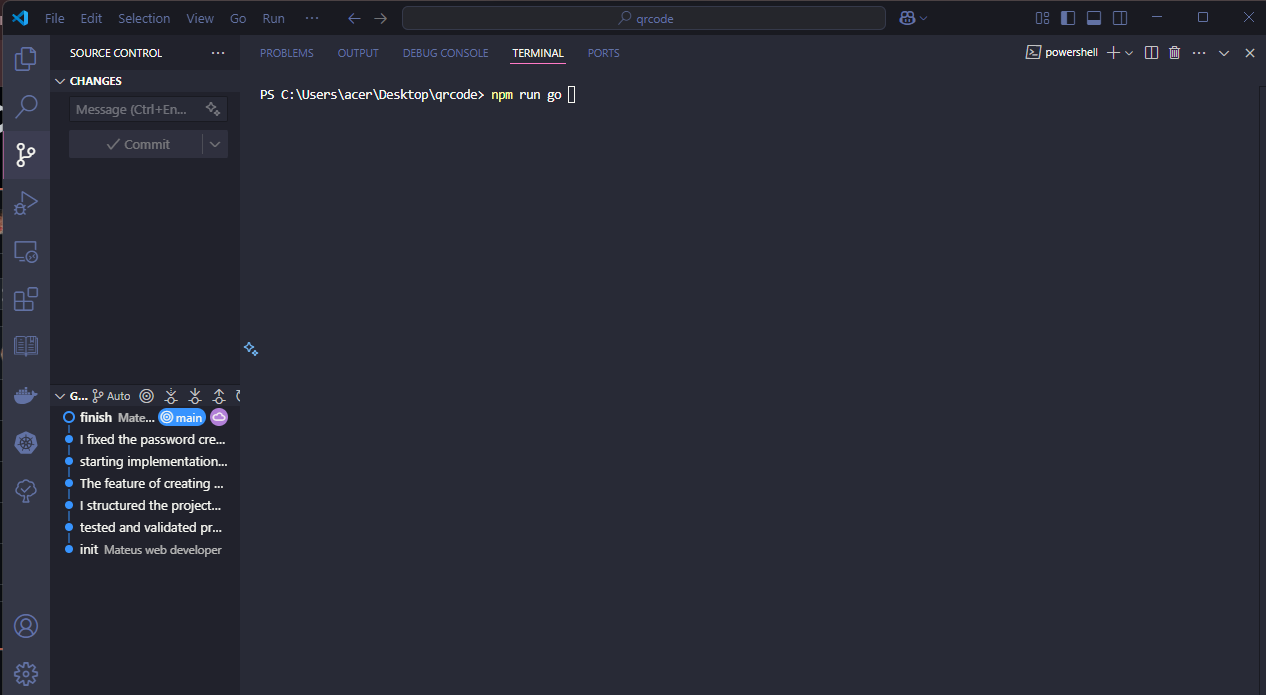 File Edit Selection View Go Run ··· qrcode
SOURCE CONTROL ···
PROBLEMS OUTPUT DEBUG CONSOLE TERMINAL PORTS powershell ···
CHANGES
Message (Ctrl+En...
Commit
PS C:\Users\acer\Desktop\qrcode> npm run go
G... Auto
finish Mate... main
I fixed the password cre...
starting implementation...
The feature of creating ...
I structured the project...
tested and validated pr...
init Mateus web developer